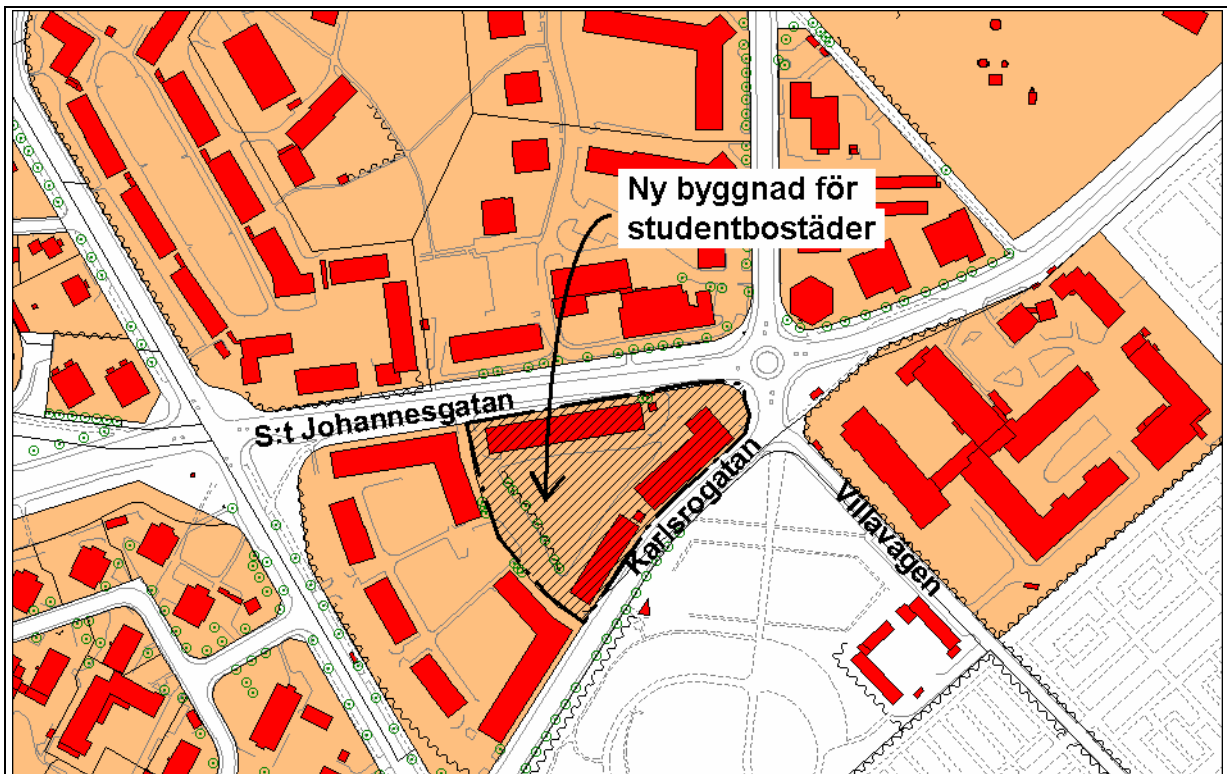 Ny byggnad för
studentbostäder
S:t Johannesgatan
Karlsrogatan
Villavägen